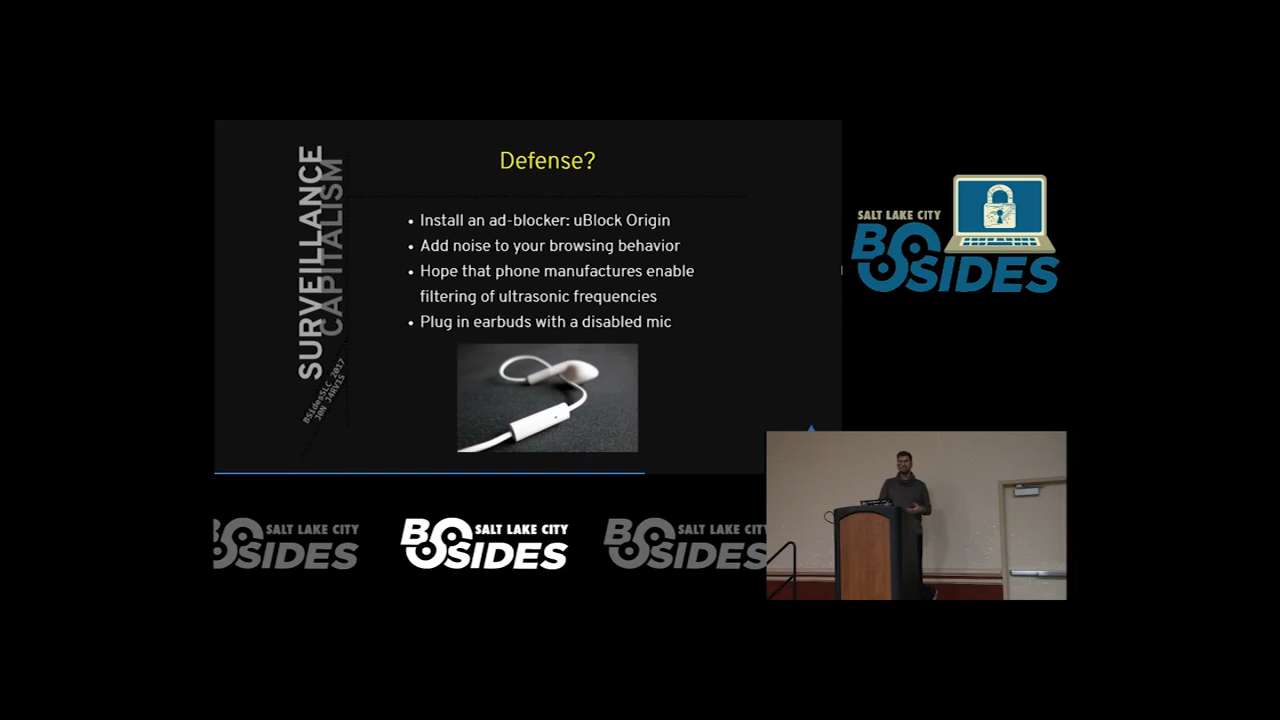 SURVEILLANCE
CAPITALISM
BSidesSLC 2017
J0N J4RV1S
Defense?
• Install an ad-blocker: uBlock Origin
• Add noise to your browsing behavior
• Hope that phone manufactures enable
filtering of ultrasonic frequencies
• Plug in earbuds with a disabled mic
SALT LAKE CITY
BSIDES
SALT LAKE CITY
BSIDES
SALT LAKE CITY
BSIDES
SALT LAKE CITY
BSIDES